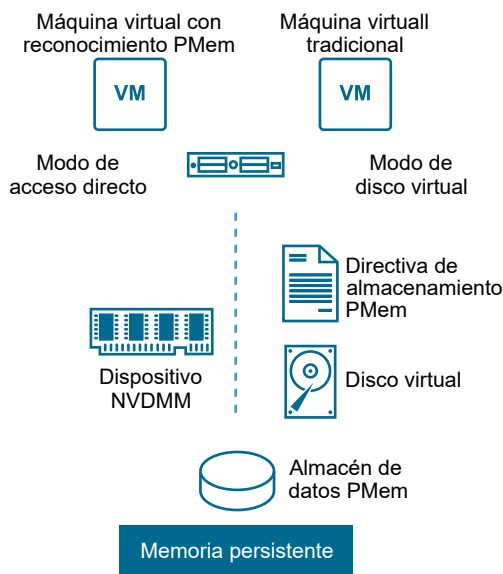 Máquina virtual con
reconocimiento PMem
Máquina virtuall
tradicional
VM
VM
Modo de
acceso directo
Modo de
disco virtual
Directiva de
almacenamiento
PMem
Dispositivo
NVDMM
Disco virtual
Almacén de
datos PMem
Memoria persistente